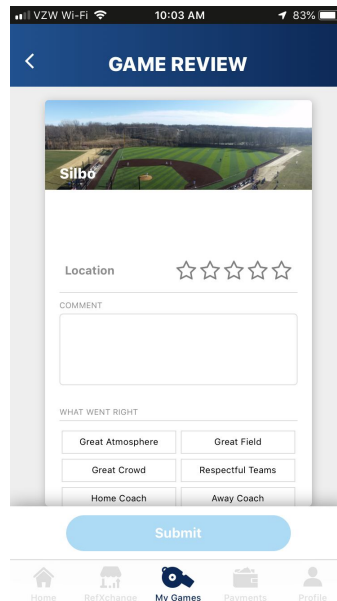 VZW Wi-Fi 10:03 AM 83%
GAME REVIEW
Silbo
Location
COMMENT
WHAT WENT RIGHT
Great Atmosphere Great Field
Great Crowd Respectful Teams
Home Coach Away Coach
Submit
Home RefXchange My Games Payments Profile